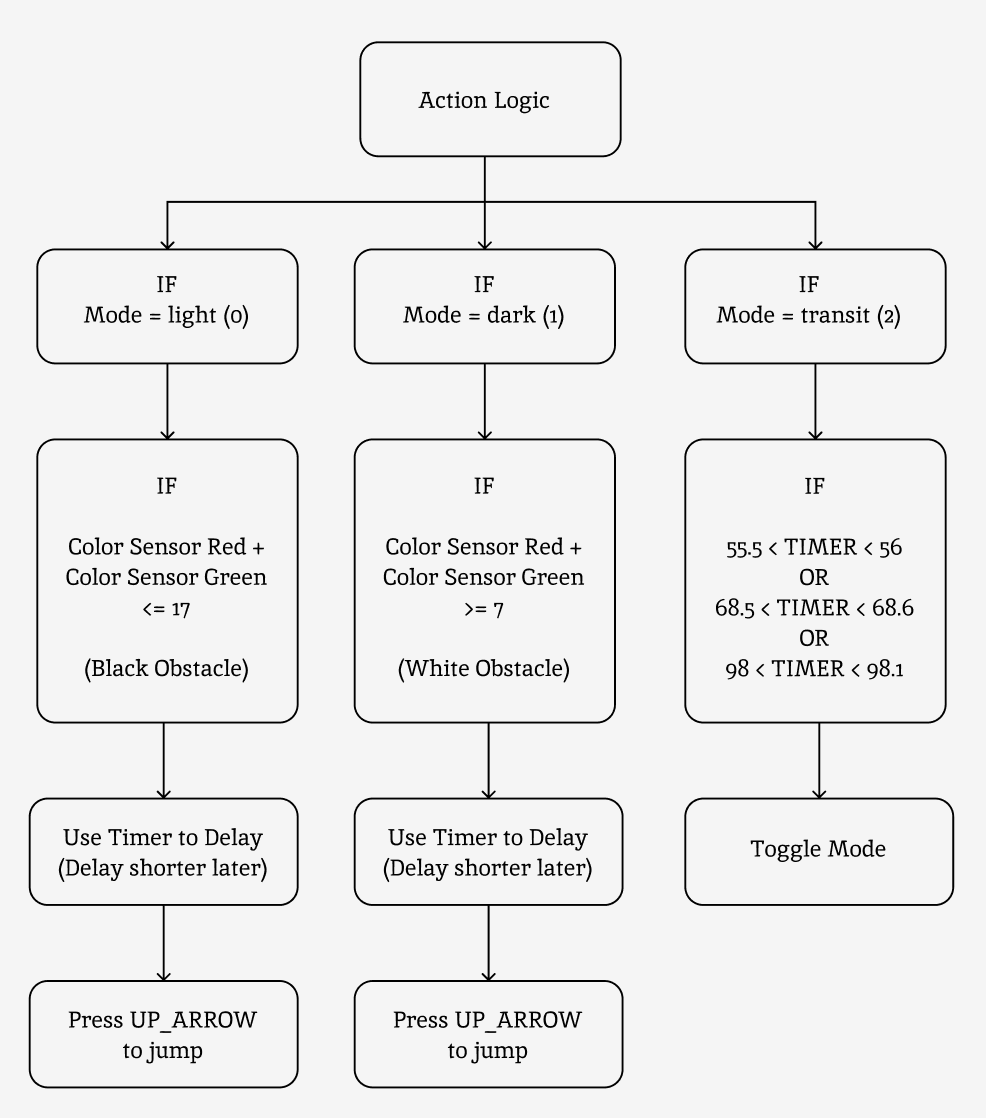 Action Logic
IF
Mode = light (0)
IF
Mode = dark (1)
IF
Mode = transit (2)
IF
Color Sensor Red +
Color Sensor Green
<= 17
(Black Obstacle)
IF
Color Sensor Red +
Color Sensor Green
>= 7
(White Obstacle)
IF
55.5 < TIMER < 56
OR
68.5 < TIMER < 68.6
OR
98 < TIMER < 98.1
Use Timer to Delay
(Delay shorter later)
Use Timer to Delay
(Delay shorter later)
Toggle Mode
Press UP_ARROW
to jump
Press UP_ARROW
to jump